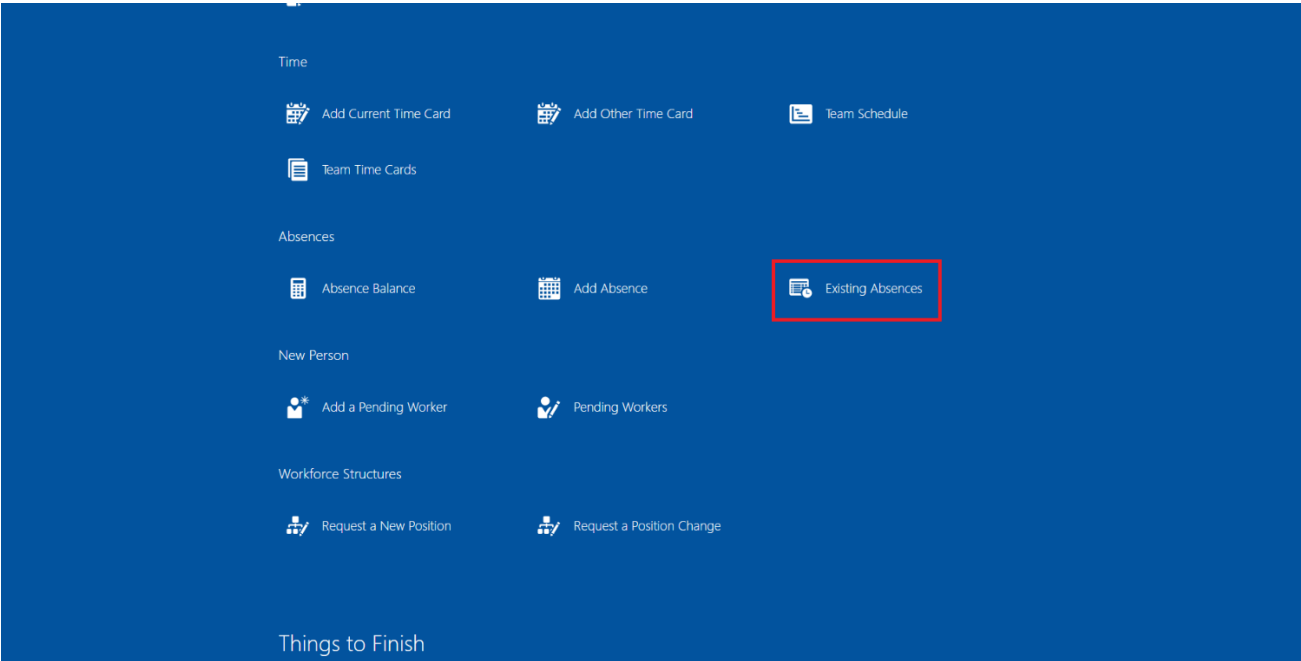 Time
Add Current Time Card
Add Other Time Card
Team Schedule
Team Time Cards
Absences
Absence Balance
Add Absence
Existing Absences
New Person
Add a Pending Worker
Pending Workers
Workforce Structures
Request a New Position
Request a Position Change
Things to Finish